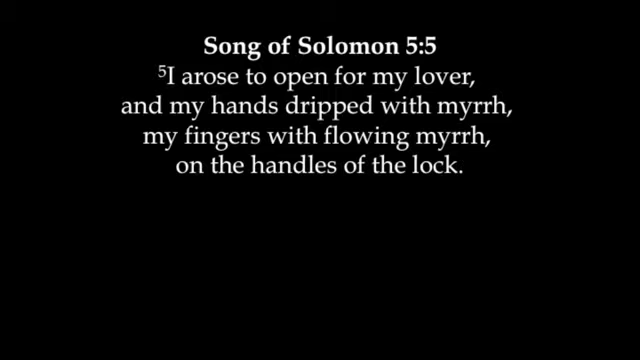 Song of Solomon 5:5
⁵I arose to open for my lover,
and my hands dripped with myrrh,
my fingers with flowing myrrh,
on the handles of the lock.